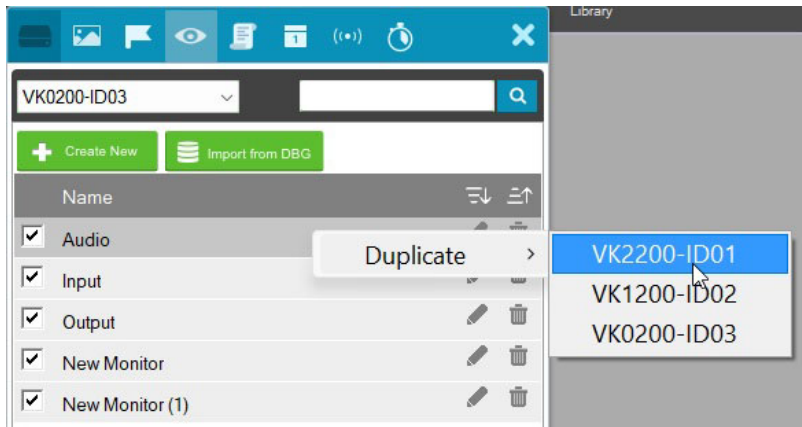 Library
1
VK0200-ID03
Create New
Import from DBG
Name
Audio
Duplicate
VK2200-ID01
Input
VK1200-ID02
Output
VK0200-ID03
New Monitor
New Monitor (1)